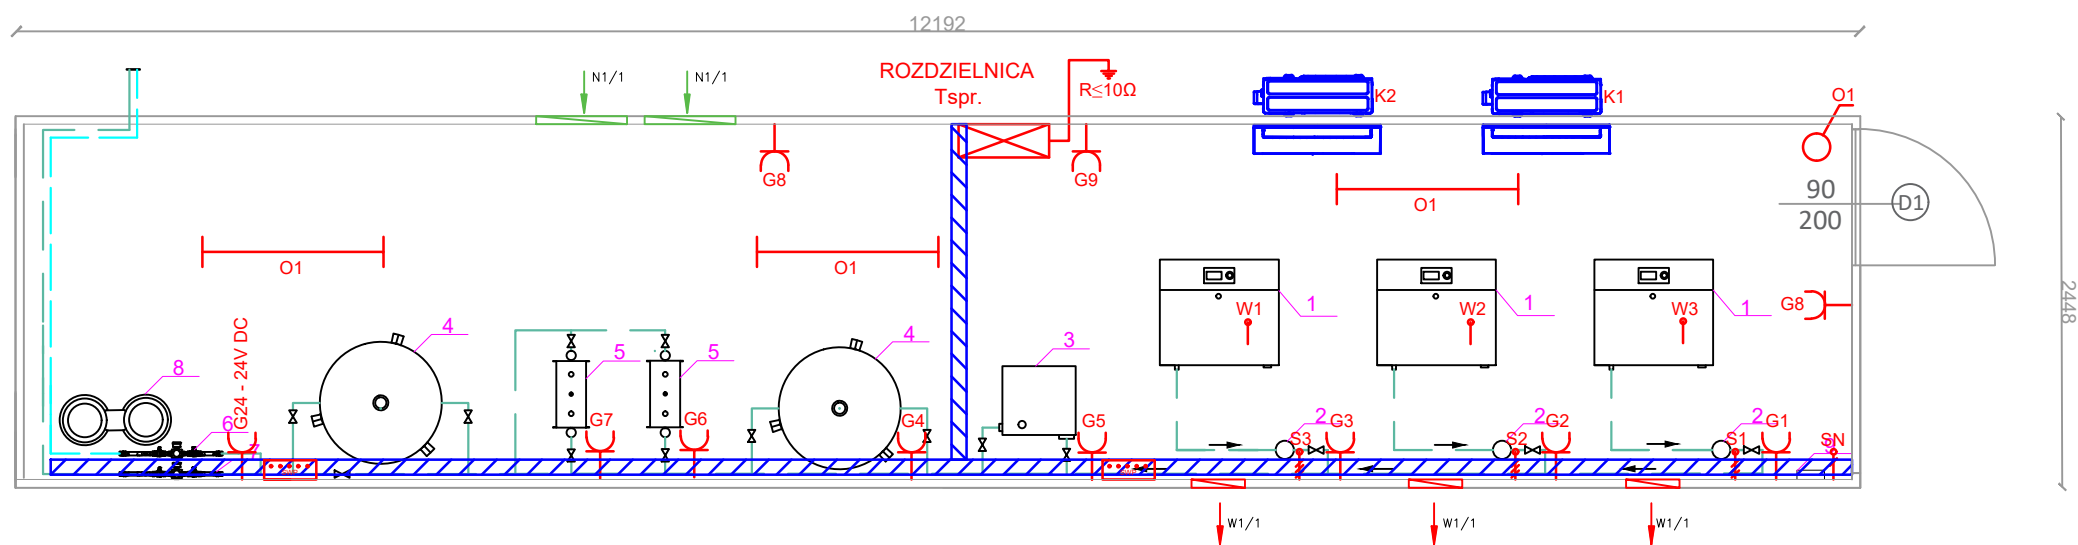 12192
N1/1
N1/1
ROZDZIELNICA
Tspr.
R≤10Ω
K2
K1
O1
G8
G9
O1
90
200
D1
2448
O1
O1
W1
1
W2
1
W3
1
G8
4
4
5
5
3
8
G24 - 24V DC
6
7
G7
G6
G4
G5
2
S3
G3
2
S2
G2
2
S1
G1
SN
9
W1/1
W1/1
W1/1